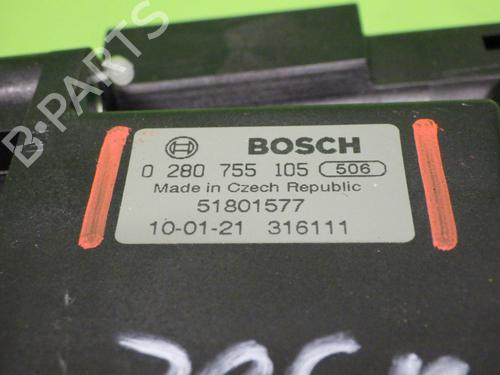 B-PARTS
BOSCH
0 280 755 105 506
Made in Czech Republic
51801577
10-01-21 316111